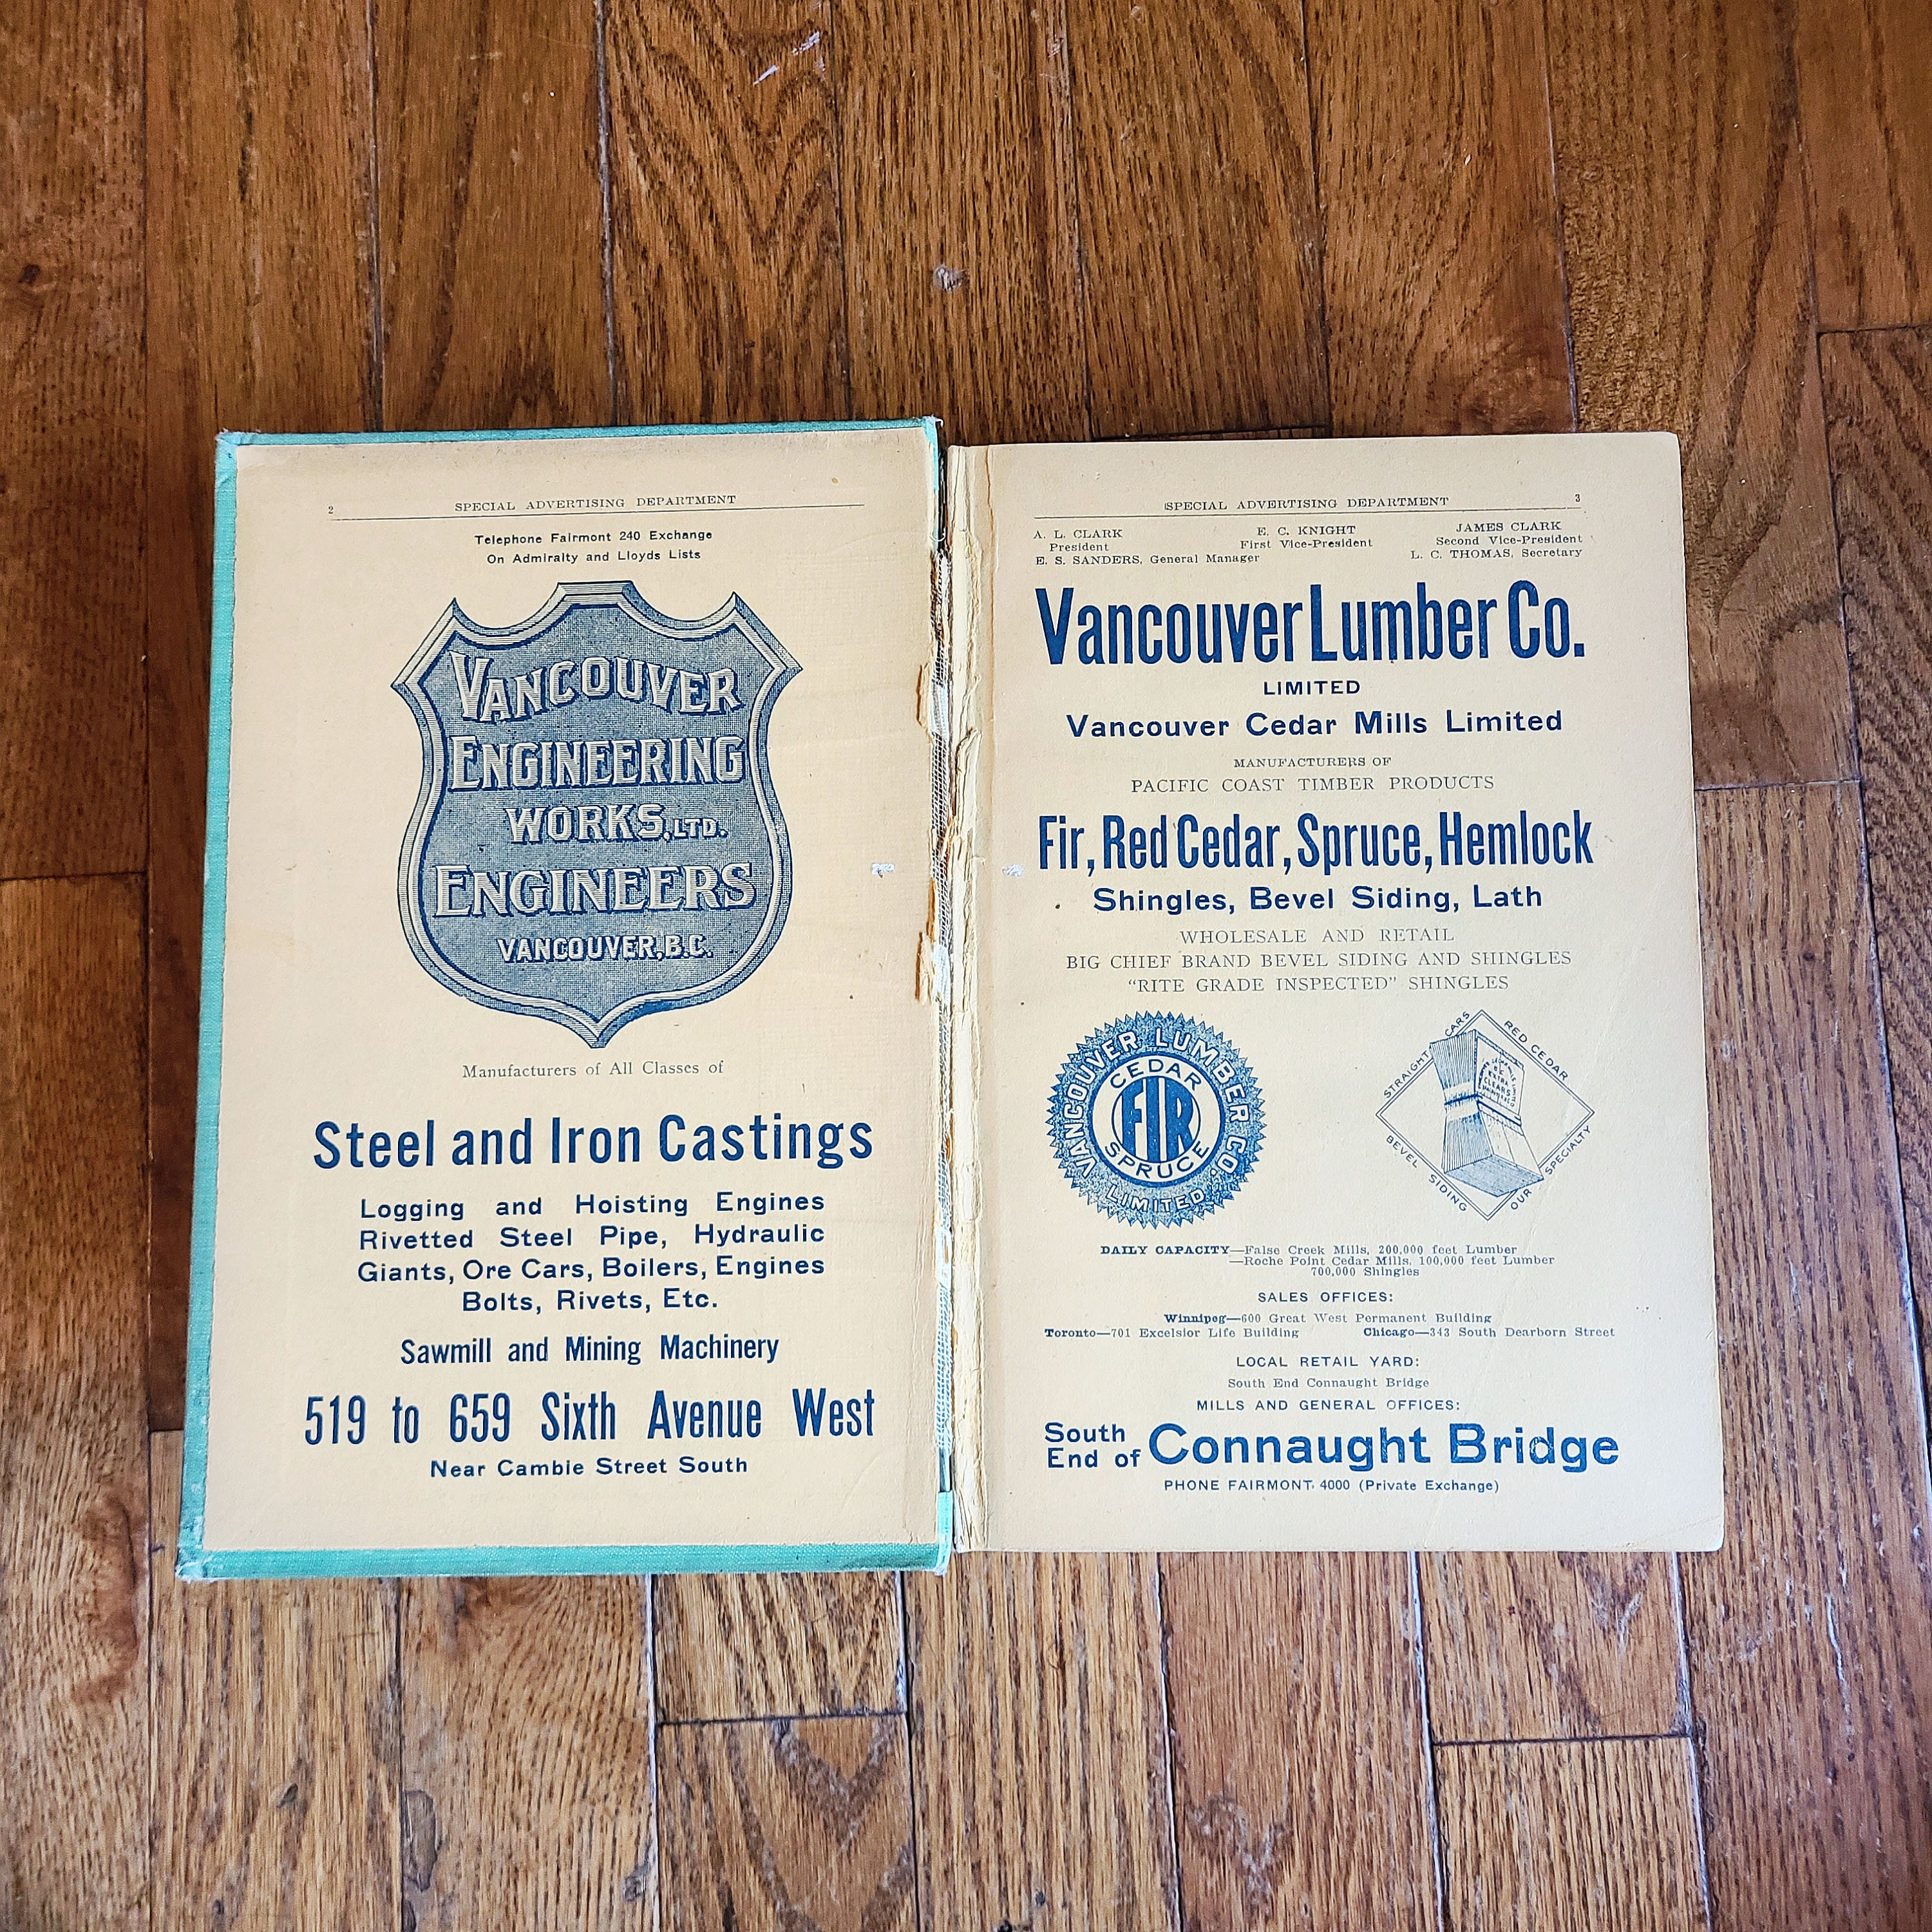 2
SPECIAL ADVERTISING DEPARTMENT
Telephone Fairmont 240 Exchange
On Admiralty and Lloyds Lists
VANCOUVER
ENGINEERING
WORKS, LTD.
ENGINEERS
VANCOUVER, B.C.
Manufacturers of All Classes of
Steel and Iron Castings
Logging and Hoisting Engines
Rivetted Steel Pipe, Hydraulic
Giants, Ore Cars, Boilers, Engines
Bolts, Rivets, Etc.
Sawmill and Mining Machinery
519 to 659 Sixth Avenue West
Near Cambie Street South
SPECIAL ADVERTISING DEPARTMENT 3
A. L. CLARK E. C. KNIGHT JAMES CLARK
President First Vice-President Second Vice-President
E. S. SANDERS, General Manager L. C. THOMAS, Secretary
Vancouver Lumber Co.
LIMITED
Vancouver Cedar Mills Limited
MANUFACTURERS OF
PACIFIC COAST TIMBER PRODUCTS
Fir, Red Cedar, Spruce, Hemlock
Shingles, Bevel Siding, Lath
WHOLESALE AND RETAIL
BIG CHIEF BRAND BEVEL SIDING AND SHINGLES
"RITE GRADE INSPECTED" SHINGLES
VANCOUVER LUMBER CO.
LIMITED
CEDAR
FIR
SPRUCE
STRAIGHT CARS
RED CEDAR
BEVEL SIDING
OUR SPECIALTY
EXTRA
CLEARS
DAILY CAPACITY—False Creek Mills, 200,000 feet Lumber
—Roche Point Cedar Mills, 100,000 feet Lumber
700,000 Shingles
SALES OFFICES:
Winnipeg—600 Great West Permanent Building
Toronto—701 Excelsior Life Building Chicago—343 South Dearborn Street
LOCAL RETAIL YARD:
South End Connaught Bridge
MILLS AND GENERAL OFFICES:
South End of Connaught Bridge
PHONE FAIRMONT 4000 (Private Exchange)